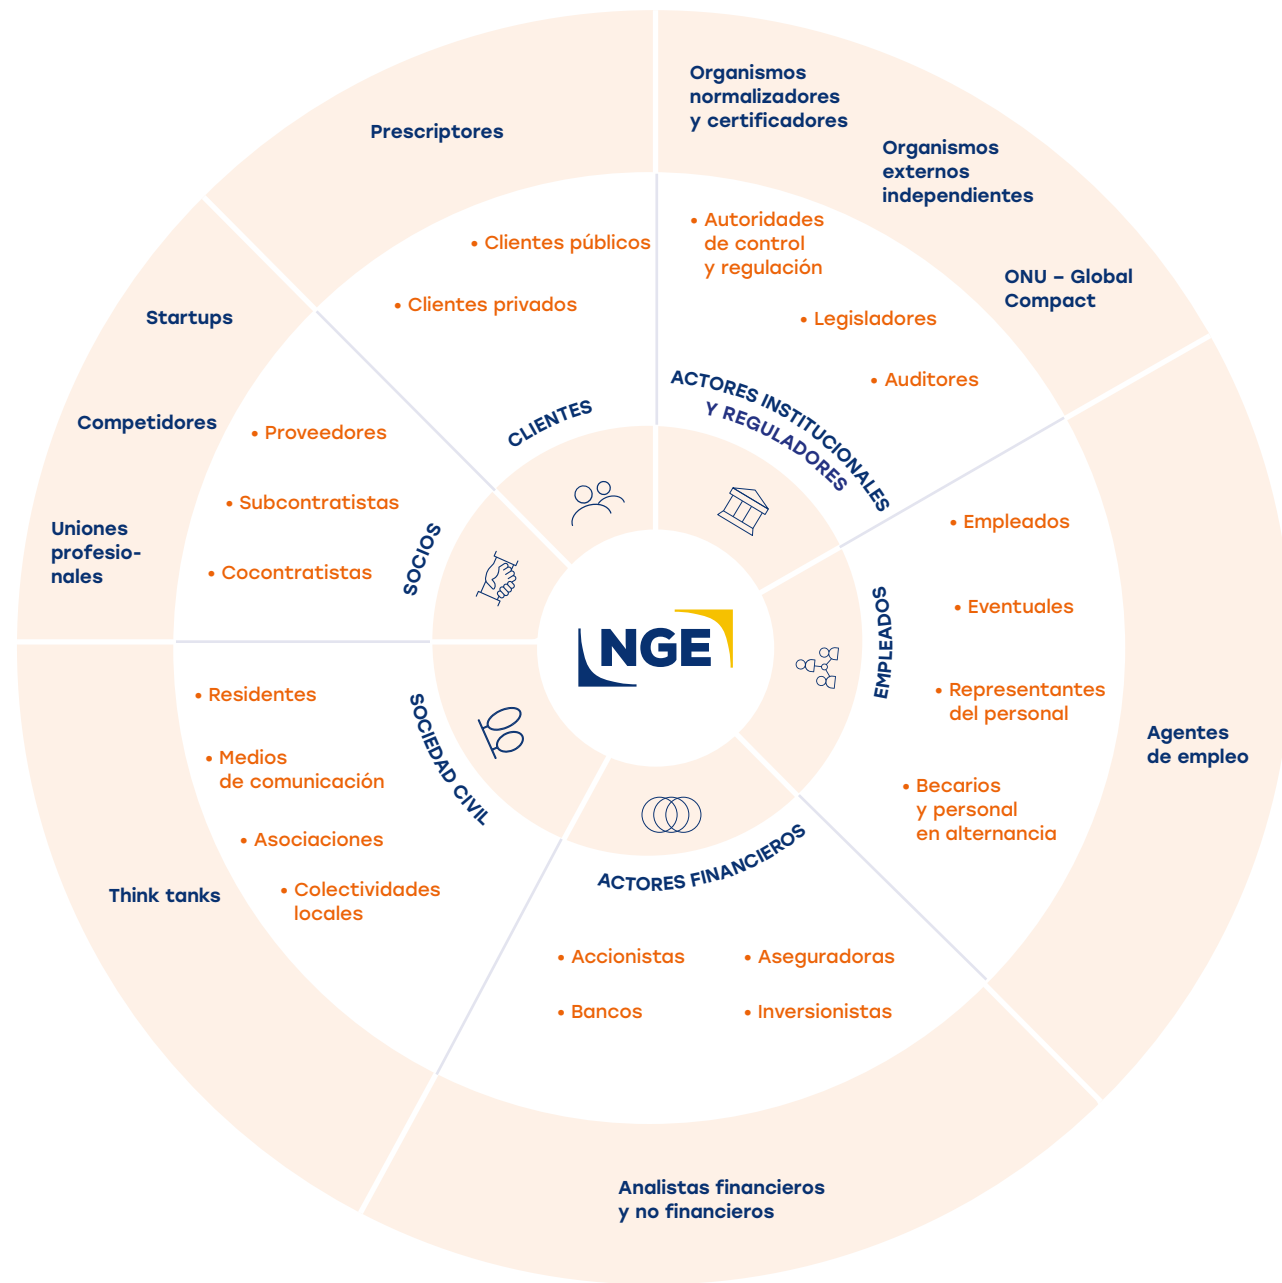 Organismos
normalizadores
y certificadores
Organismos
externos
independientes
ONU – Global
Compact
• Autoridades
de control
y regulación
• Legisladores
• Auditores
ACTORES INSTITUCIONALES
Y REGULADORES
Prescriptores
• Clientes públicos
• Clientes privados
CLIENTES
Startups
Competidores
Uniones
profesio-
nales
• Proveedores
• Subcontratistas
• Cocontratistas
SOCIOS
NGE
EMPLEADOS
• Empleados
• Eventuales
• Representantes
del personal
• Becarios
y personal
en alternancia
Agentes
de empleo
SOCIEDAD CIVIL
• Residentes
• Medios
de comunicación
• Asociaciones
• Colectividades
locales
Think tanks
ACTORES FINANCIEROS
• Accionistas
• Aseguradoras
• Bancos
• Inversionistas
Analistas financieros
y no financieros